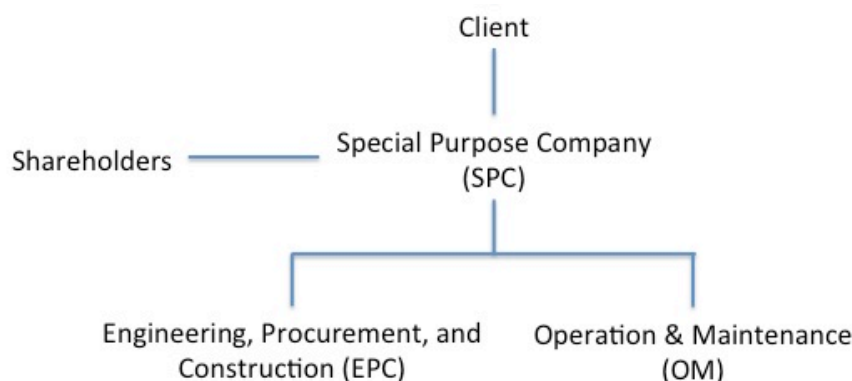 Client
Shareholders
Special Purpose Company
(SPC)
Engineering, Procurement, and
Construction (EPC)
Operation & Maintenance
(OM)